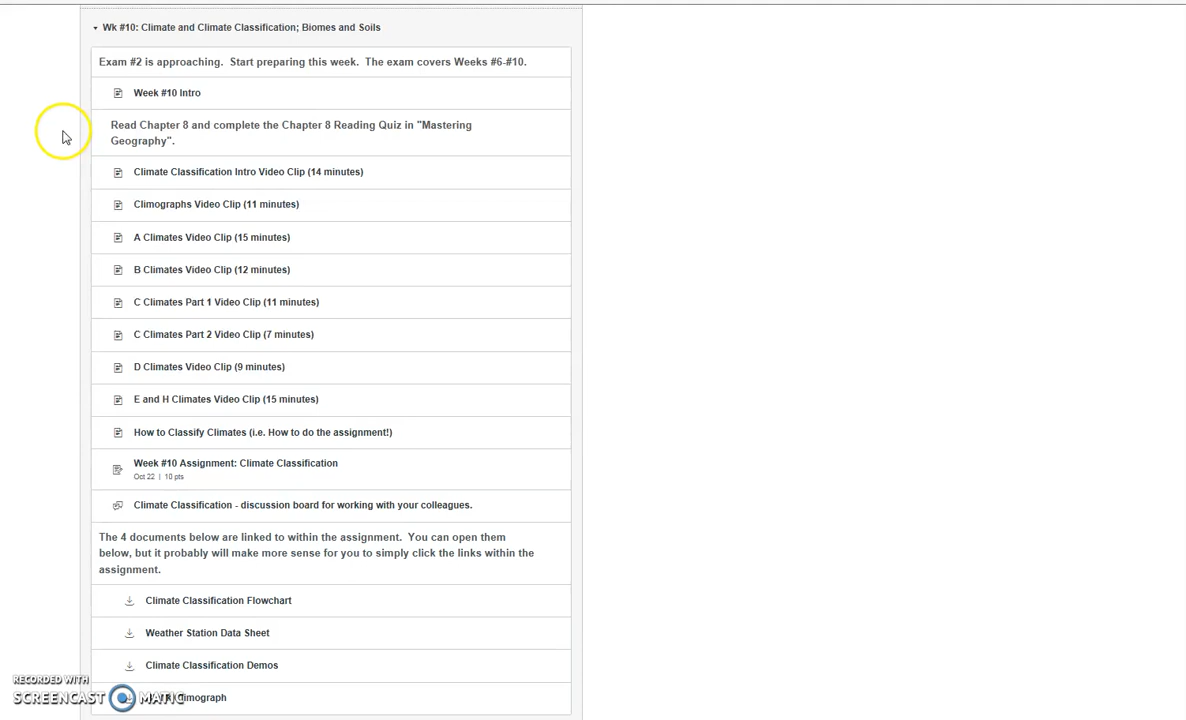 Wk #10: Climate and Climate Classification; Biomes and Soils
Exam #2 is approaching.  Start preparing this week.  The exam covers Weeks #6-#10.
Week #10 Intro
Read Chapter 8 and complete the Chapter 8 Reading Quiz in "Mastering
Geography".
Climate Classification Intro Video Clip (14 minutes)
Climographs Video Clip (11 minutes)
A Climates Video Clip (15 minutes)
B Climates Video Clip (12 minutes)
C Climates Part 1 Video Clip (11 minutes)
C Climates Part 2 Video Clip (7 minutes)
D Climates Video Clip (9 minutes)
E and H Climates Video Clip (15 minutes)
How to Classify Climates (i.e. How to do the assignment!)
Week #10 Assignment: Climate Classification
Oct 22 | 10 pts
Climate Classification - discussion board for working with your colleagues.
The 4 documents below are linked to within the assignment.  You can open them
below, but it probably will make more sense for you to simply click the links within the
assignment.
Climate Classification Flowchart
Weather Station Data Sheet
Climate Classification Demos
RECORDED WITH
SCREENCAST MATIC